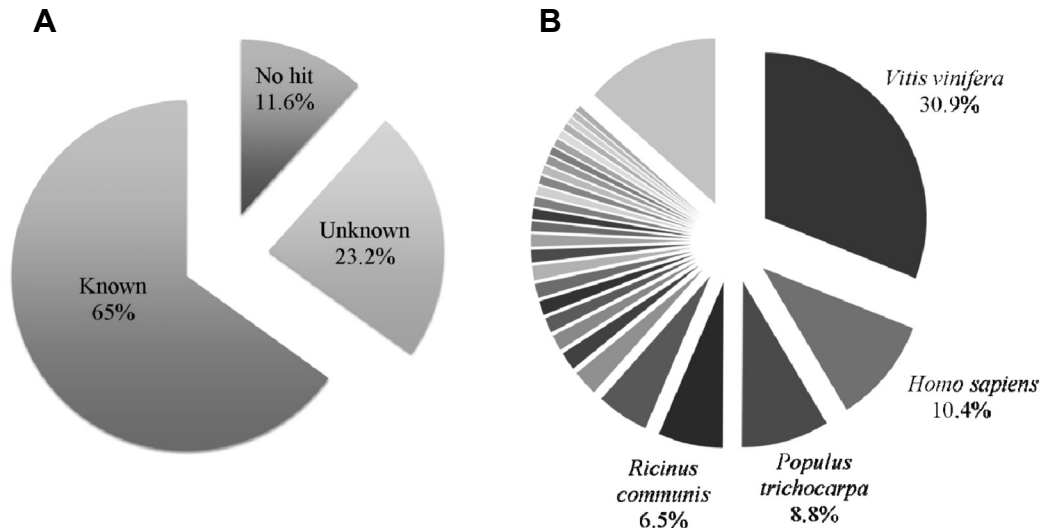 A
B
No hit
11.6%
Unknown
23.2%
Known
65%
Vitis vinifera
30.9%
Homo sapiens
10.4%
Populus
trichocarpa
8.8%
Ricinus
communis
6.5%